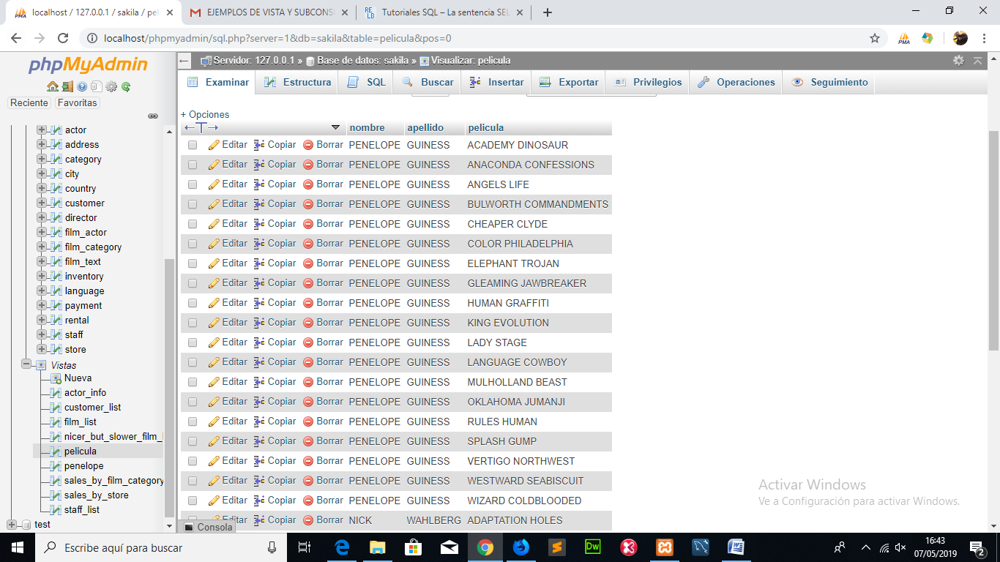 localhost / 127.0.0.1 / sakila / pel
EJEMPLOS DE VISTA Y SUBCONS
RE
LB
Tutoriales SQL – La sentencia SEL
localhost/phpmyadmin/sql.php?server=1&db=sakila&table=pelicula&pos=0
PMA
phpMyAdmin
Reciente
Favoritas
actor
address
category
city
country
customer
director
film_actor
film_category
film_text
inventory
language
payment
rental
staff
store
Vistas
Nueva
actor_info
customer_list
film_list
nicer_but_slower_film_
pelicula
penelope
sales_by_film_category
sales_by_store
staff_list
test
Servidor: 127.0.0.1 » Base de datos: sakila » Visualizar: pelicula
Examinar Estructura SQL Buscar Insertar Exportar Privilegios Operaciones Seguimiento
+ Opciones
←T→ nombre apellido pelicula
Editar Copiar Borrar PENELOPE GUINESS ACADEMY DINOSAUR
Editar Copiar Borrar PENELOPE GUINESS ANACONDA CONFESSIONS
Editar Copiar Borrar PENELOPE GUINESS ANGELS LIFE
Editar Copiar Borrar PENELOPE GUINESS BULWORTH COMMANDMENTS
Editar Copiar Borrar PENELOPE GUINESS CHEAPER CLYDE
Editar Copiar Borrar PENELOPE GUINESS COLOR PHILADELPHIA
Editar Copiar Borrar PENELOPE GUINESS ELEPHANT TROJAN
Editar Copiar Borrar PENELOPE GUINESS GLEAMING JAWBREAKER
Editar Copiar Borrar PENELOPE GUINESS HUMAN GRAFFITI
Editar Copiar Borrar PENELOPE GUINESS KING EVOLUTION
Editar Copiar Borrar PENELOPE GUINESS LADY STAGE
Editar Copiar Borrar PENELOPE GUINESS LANGUAGE COWBOY
Editar Copiar Borrar PENELOPE GUINESS MULHOLLAND BEAST
Editar Copiar Borrar PENELOPE GUINESS OKLAHOMA JUMANJI
Editar Copiar Borrar PENELOPE GUINESS RULES HUMAN
Editar Copiar Borrar PENELOPE GUINESS SPLASH GUMP
Editar Copiar Borrar PENELOPE GUINESS VERTIGO NORTHWEST
Editar Copiar Borrar PENELOPE GUINESS WESTWARD SEABISCUIT
Editar Copiar Borrar PENELOPE GUINESS WIZARD COLDBLOODED
Editar Copiar Borrar NICK WAHLBERG ADAPTATION HOLES
Consola
Activar Windows
Ve a Configuración para activar Windows.
Escribe aquí para buscar
Dw
16:43
07/05/2019
2